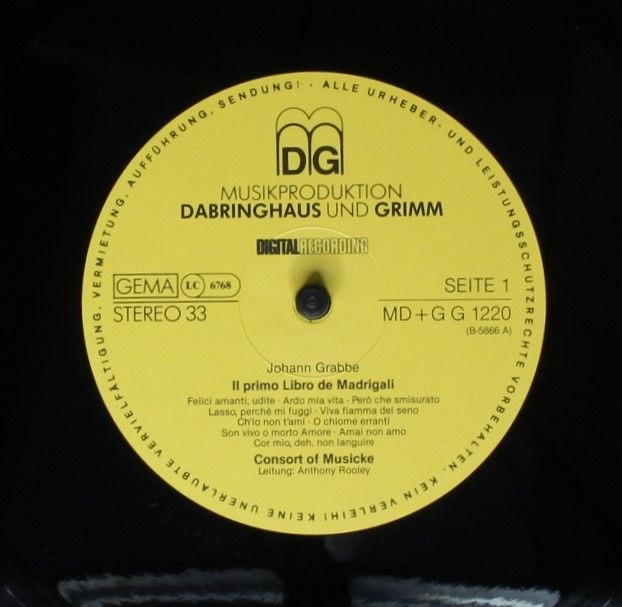 ALLE URHEBER- UND LEISTUNGSSCHUTZRECHTE VORBEHALTEN. KEIN VERLEIH! KEINE UNERLAUBTE VERVIELFÄLTIGUNG, VERMIETUNG, AUFFÜHRUNG, SENDUNG! ·
MDG
MUSIKPRODUKTION
DABRINGHAUS UND GRIMM
DIGITALRECORDING
GEMA LC 6768
STEREO 33
SEITE 1
MD+G G 1220
(B-5866 A)
Johann Grabbe
Il primo Libro de Madrigali
Felici amanti, udite · Ardo mia vita · Però che smisurato
Lasso, perché mi fuggi · Viva fiamma del seno
Ch'io non t'ami · O chiome erranti
Son vivo o morto Amore · Amai non amo
Cor mio, deh, non languire
Consort of Musicke
Leitung: Anthony Rooley